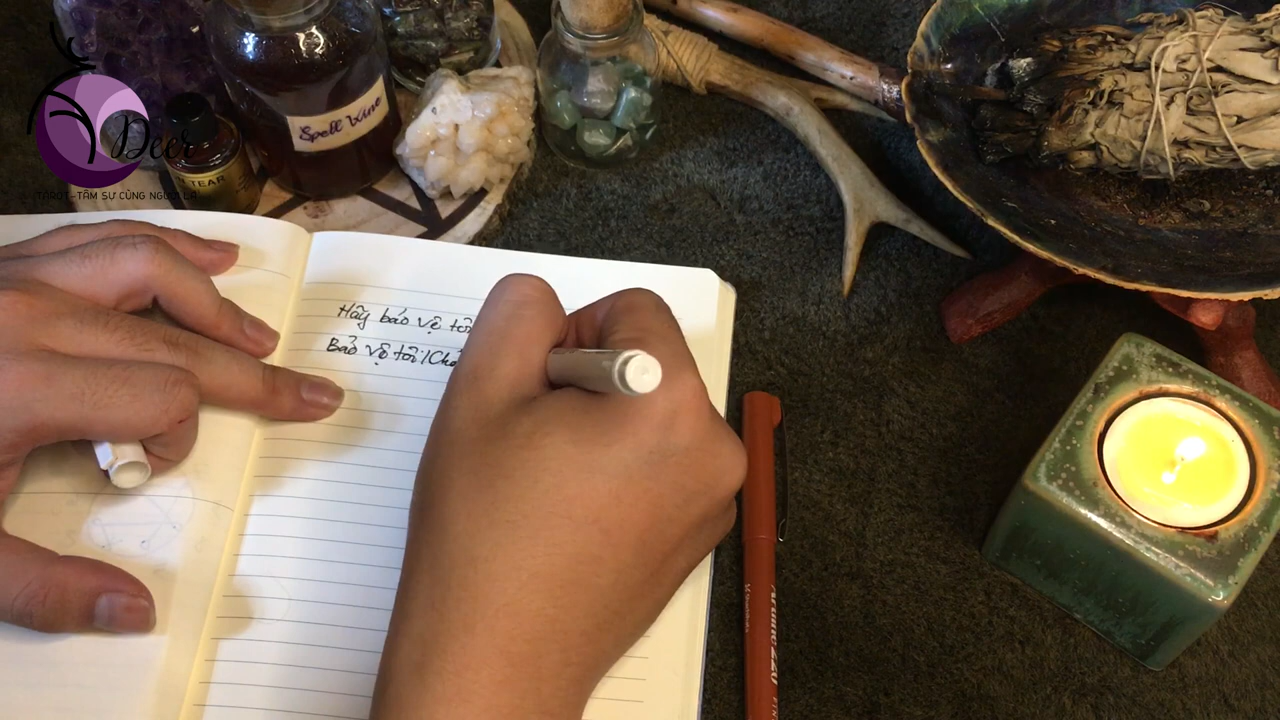 Deer
TAROT-TÂM SỰ CÙNG NGƯỜI LẠ
Spell Wine
TEAR
Hãy bảo vệ tôi
Bảo vệ tôi/Chú
Artline 220